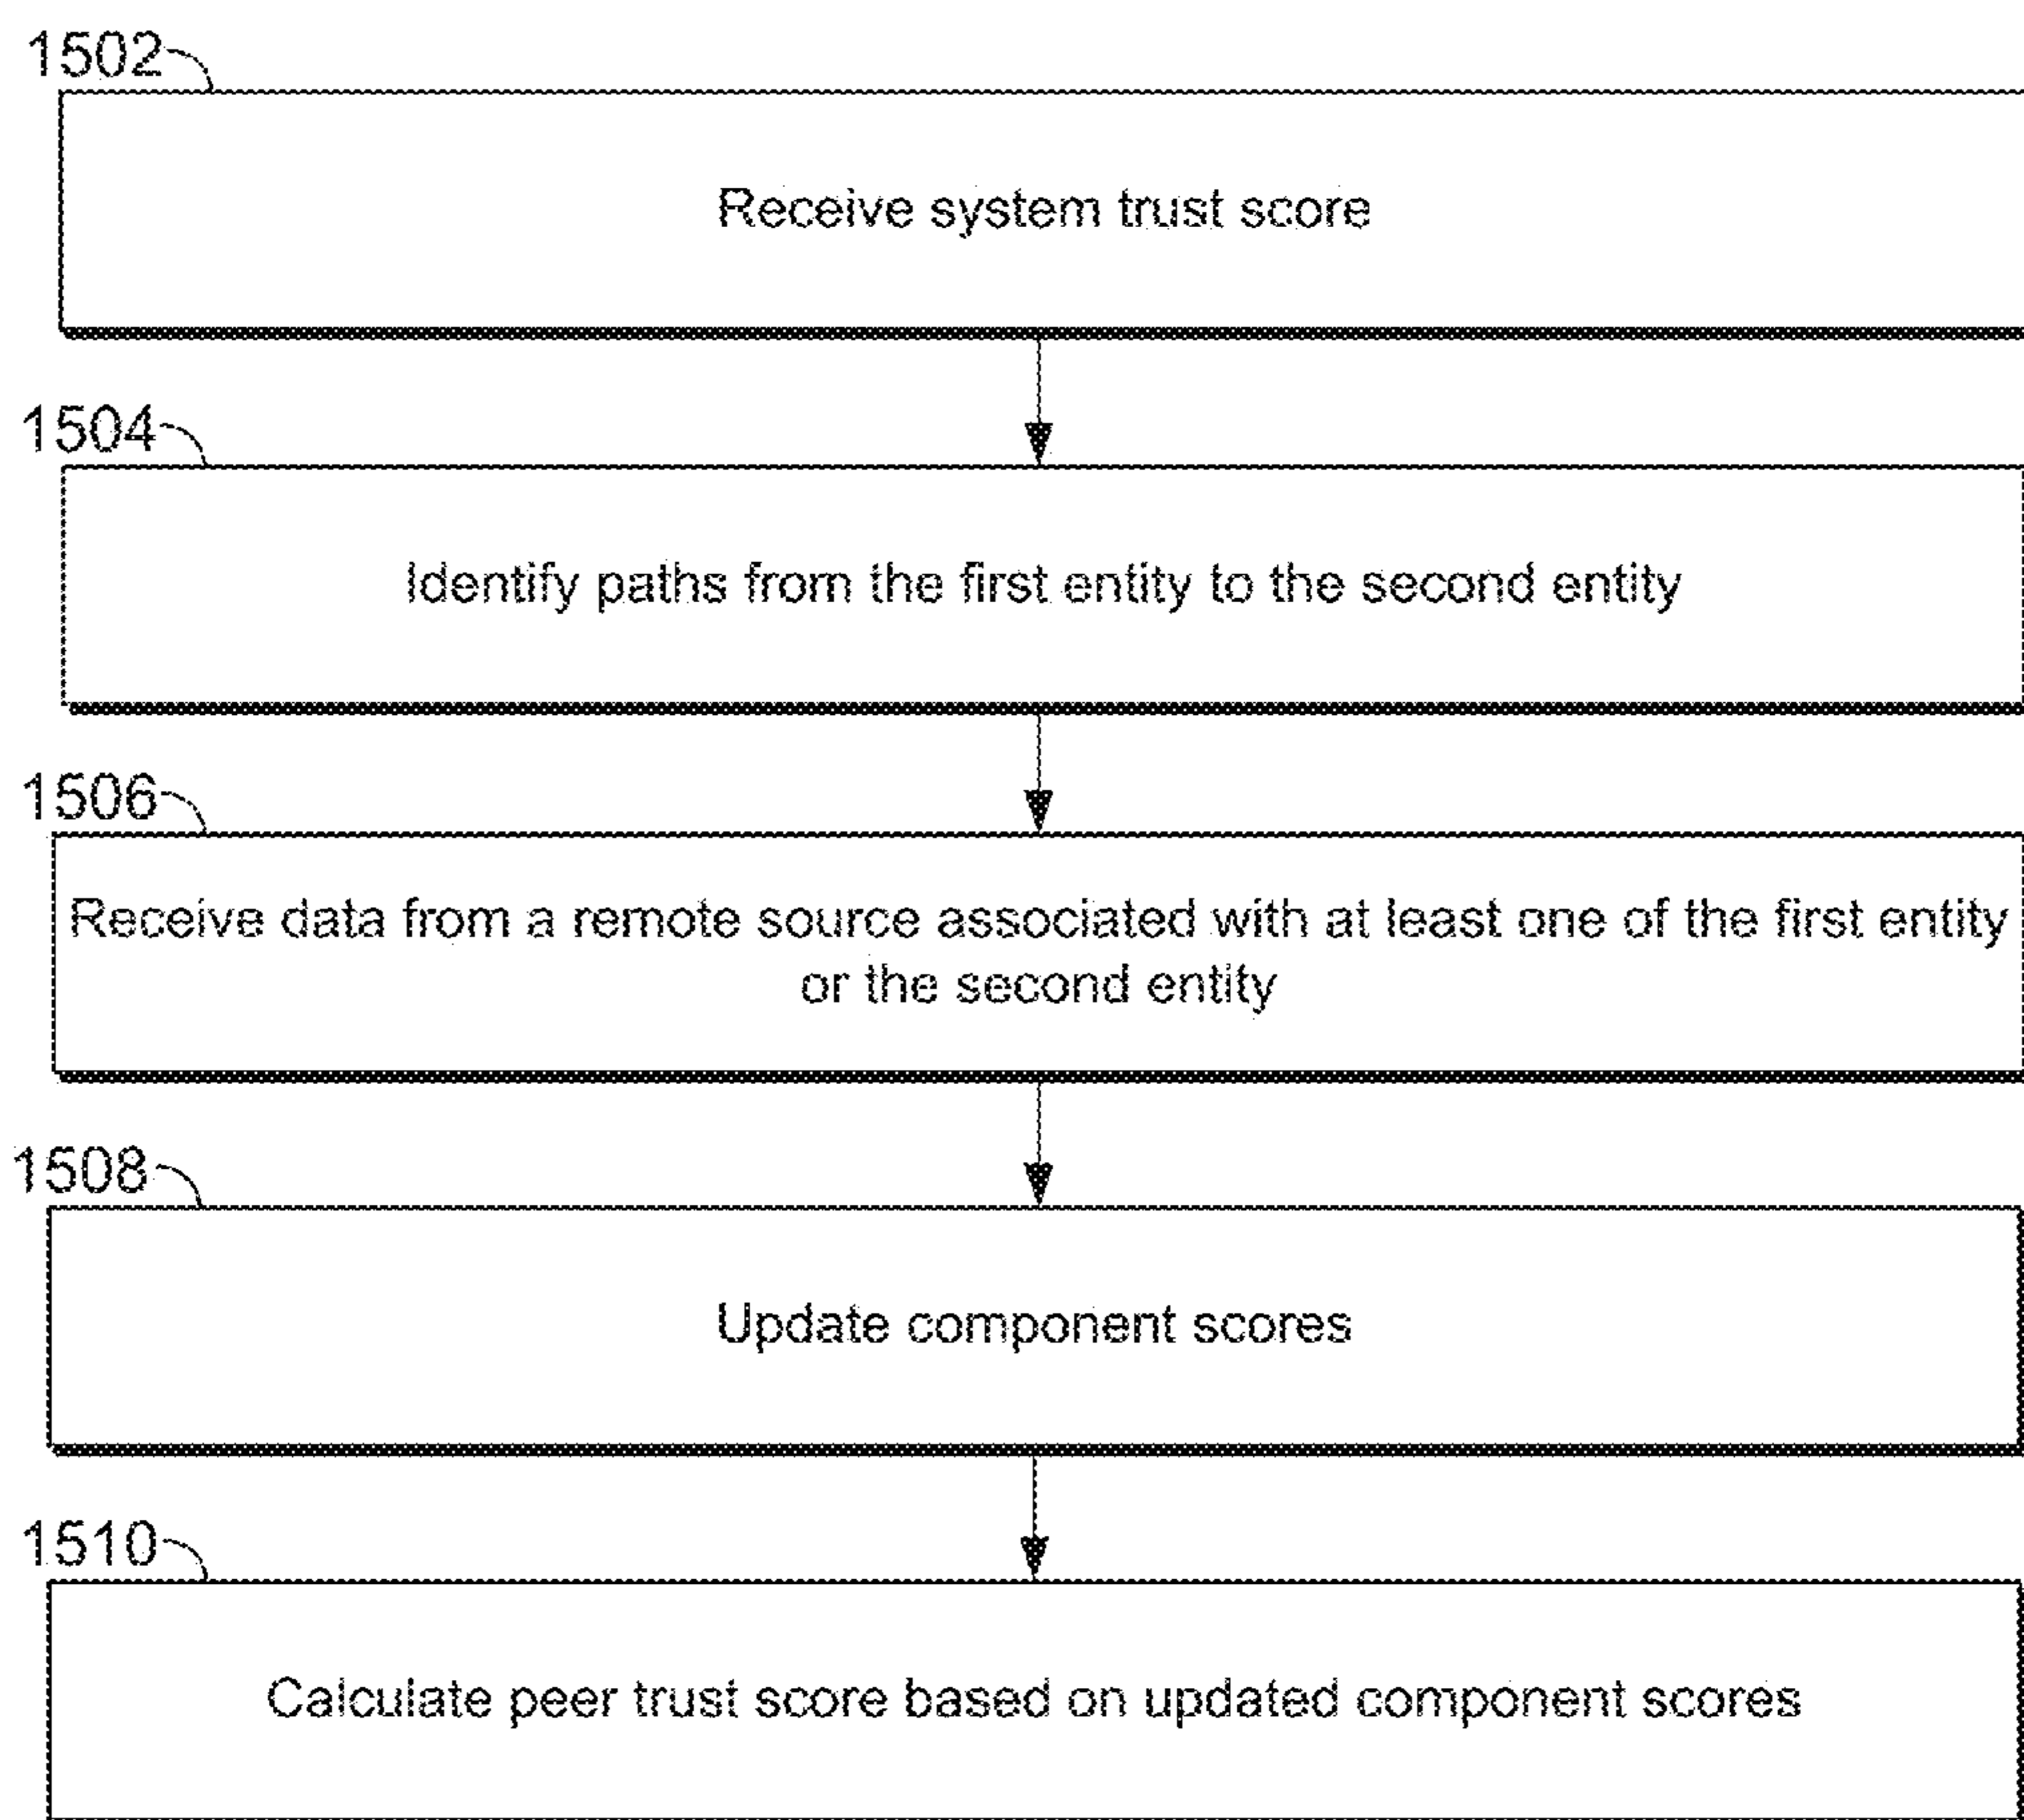 1502
Receive system trust score
1504
Identify paths from the first entity to the second entity
1506
Receive data from a remote source associated with at least one of the first entity
or the second entity
1508
Update component scores
1510
Calculate peer trust score based on updated component scores